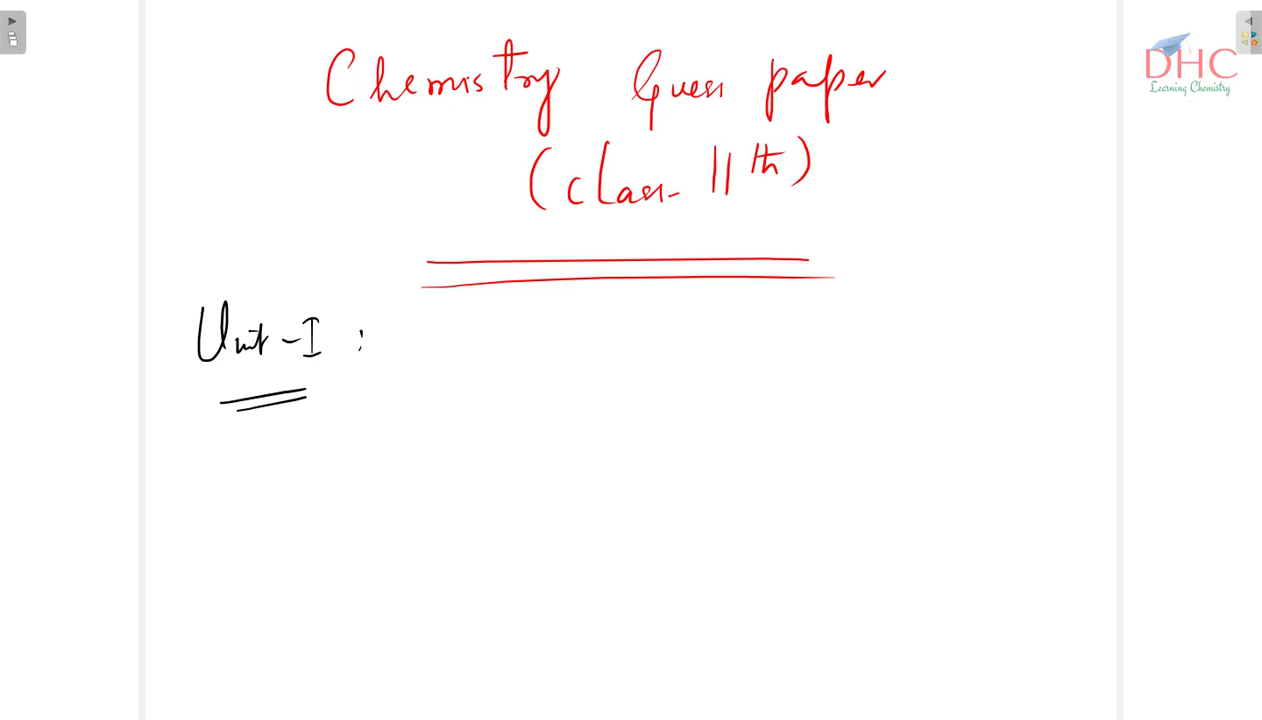 Chemistry Guess paper
(class- 11th)
Unit-I :
DHC
Learning Chemistry